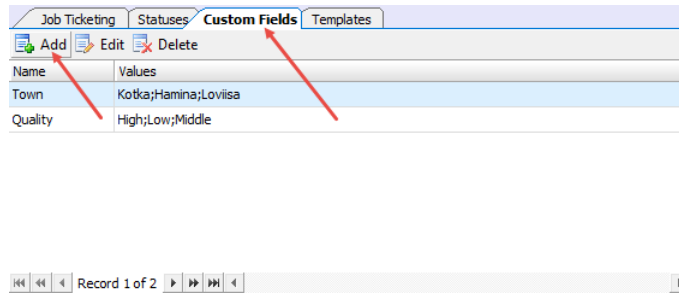 Job Ticketing Statuses Custom Fields Templates
Add Edit Delete
Name Values
Town Kotka;Hamina;Loviisa
Quality High;Low;Middle
Record 1 of 2